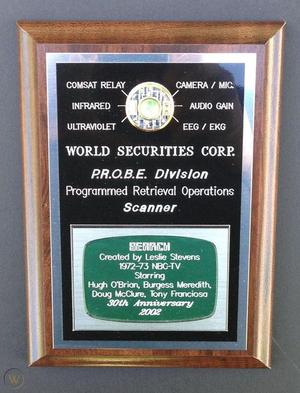 COMSAT RELAY CAMERA / MIC.
INFRARED AUDIO GAIN
ULTRAVIOLET EEG / EKG
WORLD SECURITIES CORP.
P.R.O.B.E. Division
Programmed Retrieval Operations
Scanner
SEARCH
Created by Leslie Stevens
1972-73 NBC-TV
Starring
Hugh O'Brian, Burgess Meredith,
Doug McClure, Tony Franciosa
30th Anniversary
2002